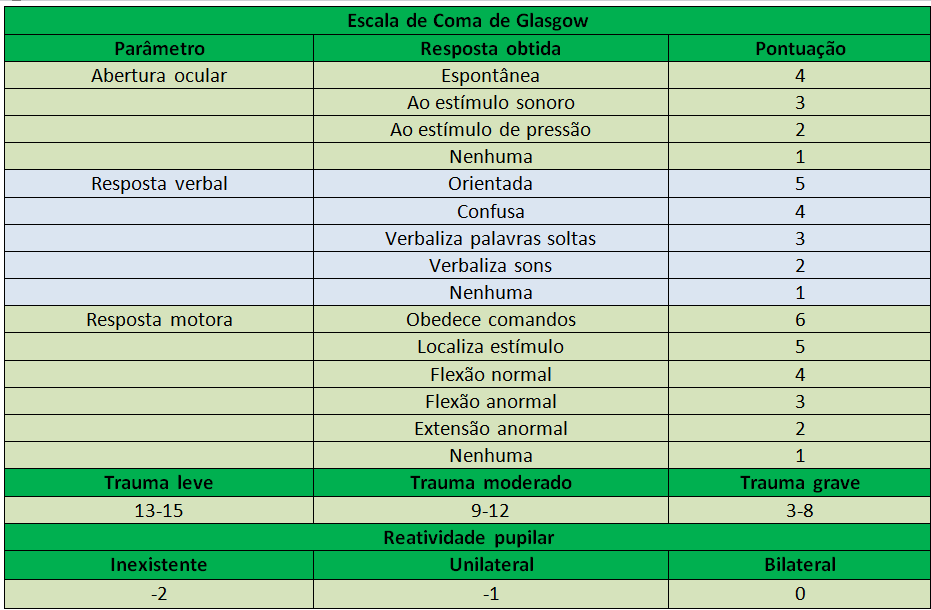 Escala de Coma de Glasgow
Parâmetro Resposta obtida Pontuação
Abertura ocular Espontânea 4
Ao estímulo sonoro 3
Ao estímulo de pressão 2
Nenhuma 1
Resposta verbal Orientada 5
Confusa 4
Verbaliza palavras soltas 3
Verbaliza sons 2
Nenhuma 1
Resposta motora Obedece comandos 6
Localiza estímulo 5
Flexão normal 4
Flexão anormal 3
Extensão anormal 2
Nenhuma 1
Trauma leve Trauma moderado Trauma grave
13-15 9-12 3-8
Reatividade pupilar
Inexistente Unilateral Bilateral
-2 -1 0